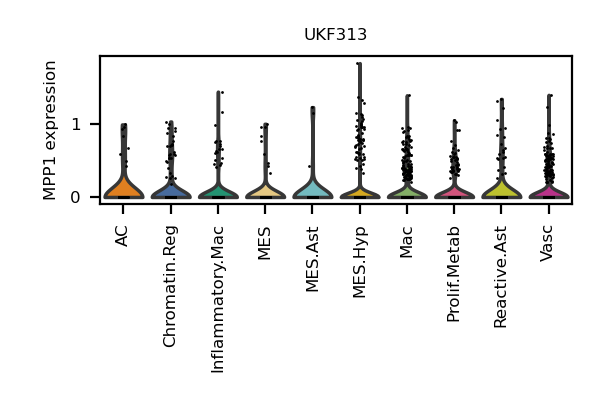 UKF313
MPP1 expression
1
0
AC
Chromatin.Reg
Inflammatory.Mac
MES
MES.Ast
MES.Hyp
Mac
Prolif.Metab
Reactive.Ast
Vasc